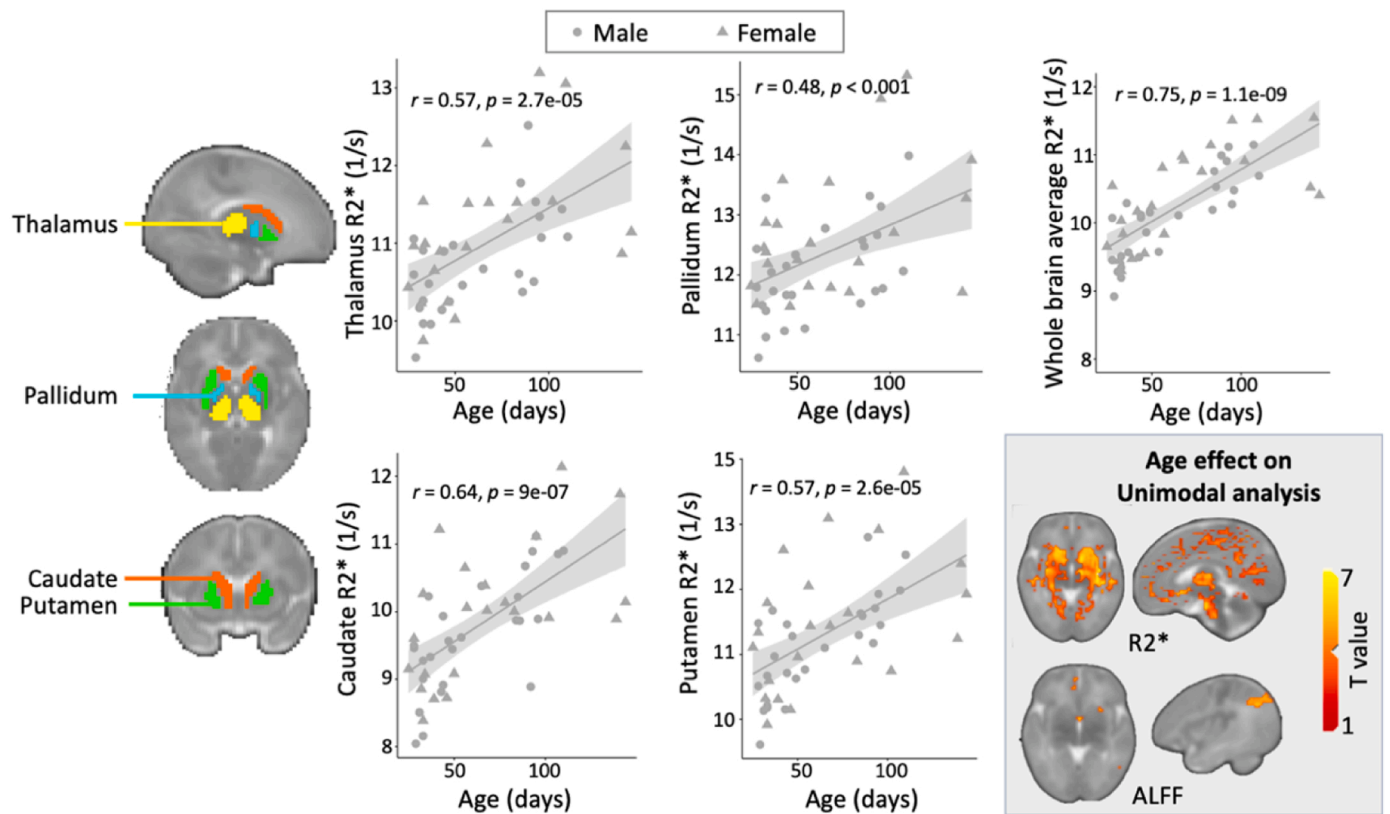 Male Female
Thalamus
Pallidum
Caudate
Putamen
Thalamus R2* (1/s)
13
12
11
10
r = 0.57, p = 2.7e-05
50 100
Age (days)
Pallidum R2* (1/s)
15
14
13
12
11
r = 0.48, p < 0.001
50 100
Age (days)
Whole brain average R2* (1/s)
12
11
10
9
8
r = 0.75, p = 1.1e-09
50 100
Age (days)
Caudate R2* (1/s)
12
11
10
9
8
r = 0.64, p = 9e-07
50 100
Age (days)
Putamen R2* (1/s)
15
13
12
11
10
r = 0.57, p = 2.6e-05
50 100
Age (days)
Age effect on
Unimodal analysis
R2*
ALFF
7
T value
1